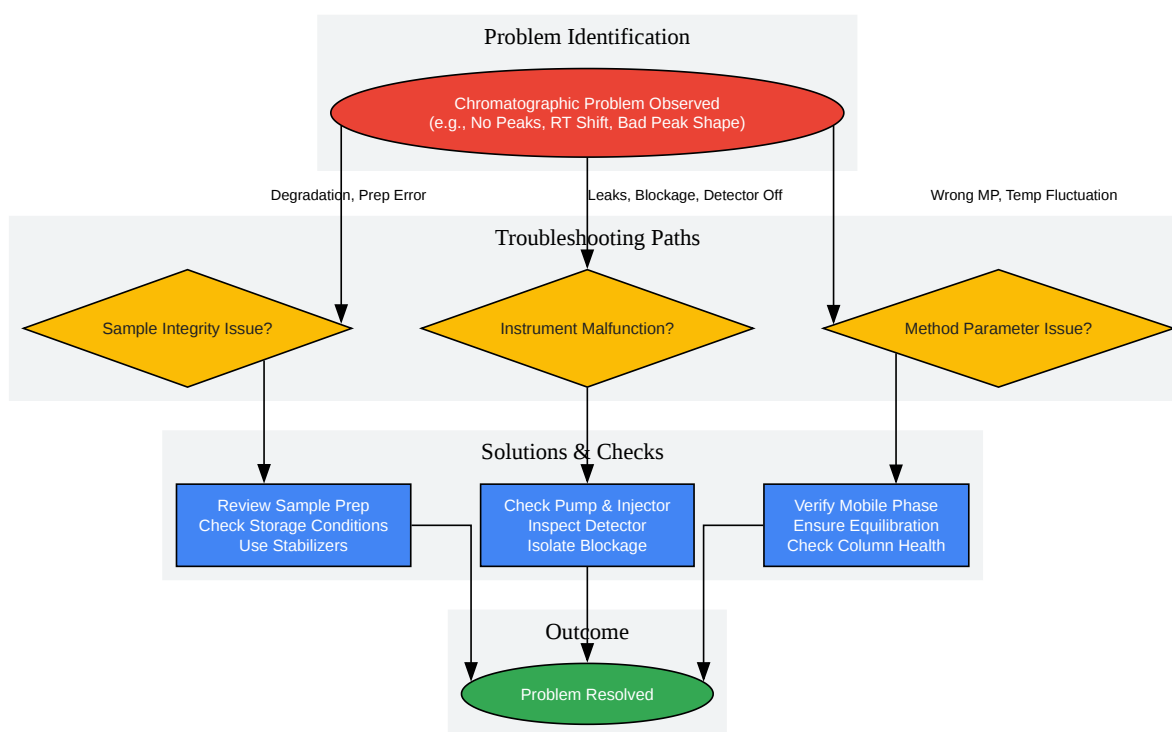 Problem Identification
Chromatographic Problem Observed
(e.g., No Peaks, RT Shift, Bad Peak Shape)
Degradation, Prep Error
Leaks, Blockage, Detector Off
Wrong MP, Temp Fluctuation
Troubleshooting Paths
Sample Integrity Issue?
Instrument Malfunction?
Method Parameter Issue?
Solutions & Checks
Review Sample Prep
Check Storage Conditions
Use Stabilizers
Check Pump & Injector
Inspect Detector
Isolate Blockage
Verify Mobile Phase
Ensure Equilibration
Check Column Health
Outcome
Problem Resolved